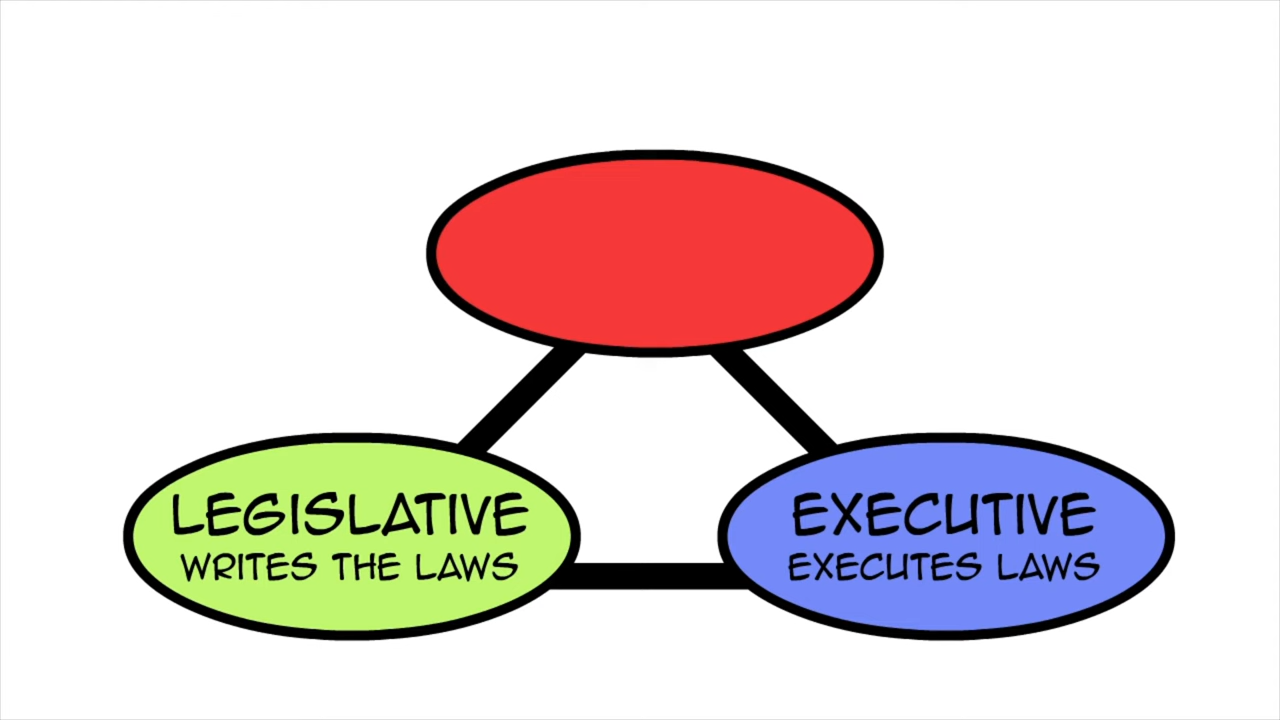 LEGISLATIVE
WRITES THE LAWS
EXECUTIVE
EXECUTES LAWS